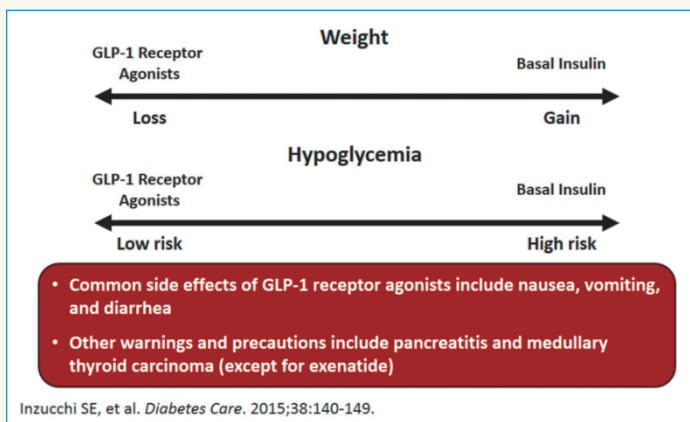 Weight
GLP-1 Receptor
Agonists
Basal Insulin
Loss
Gain
Hypoglycemia
GLP-1 Receptor
Agonists
Basal Insulin
Low risk
High risk
• Common side effects of GLP-1 receptor agonists include nausea, vomiting,
and diarrhea
• Other warnings and precautions include pancreatitis and medullary
thyroid carcinoma (except for exenatide)
Inzucchi SE, et al. Diabetes Care. 2015;38:140-149.